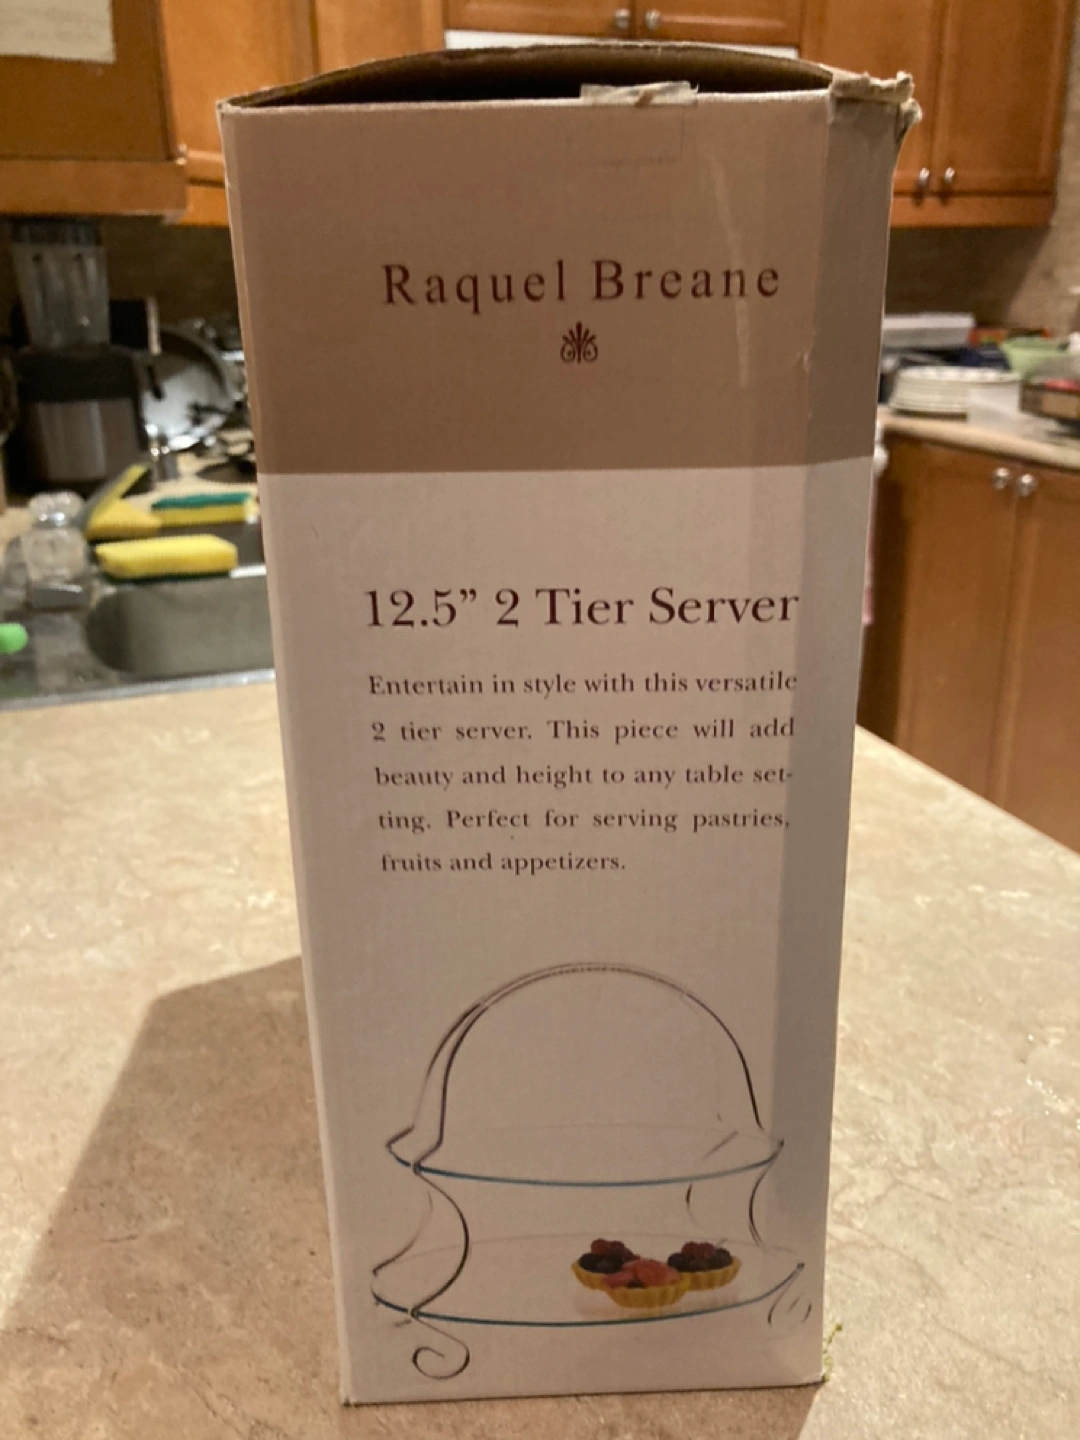 Raquel Breane
12.5” 2 Tier Server
Entertain in style with this versatile
2 tier server. This piece will add
beauty and height to any table set-
ting. Perfect for serving pastries,
fruits and appetizers.